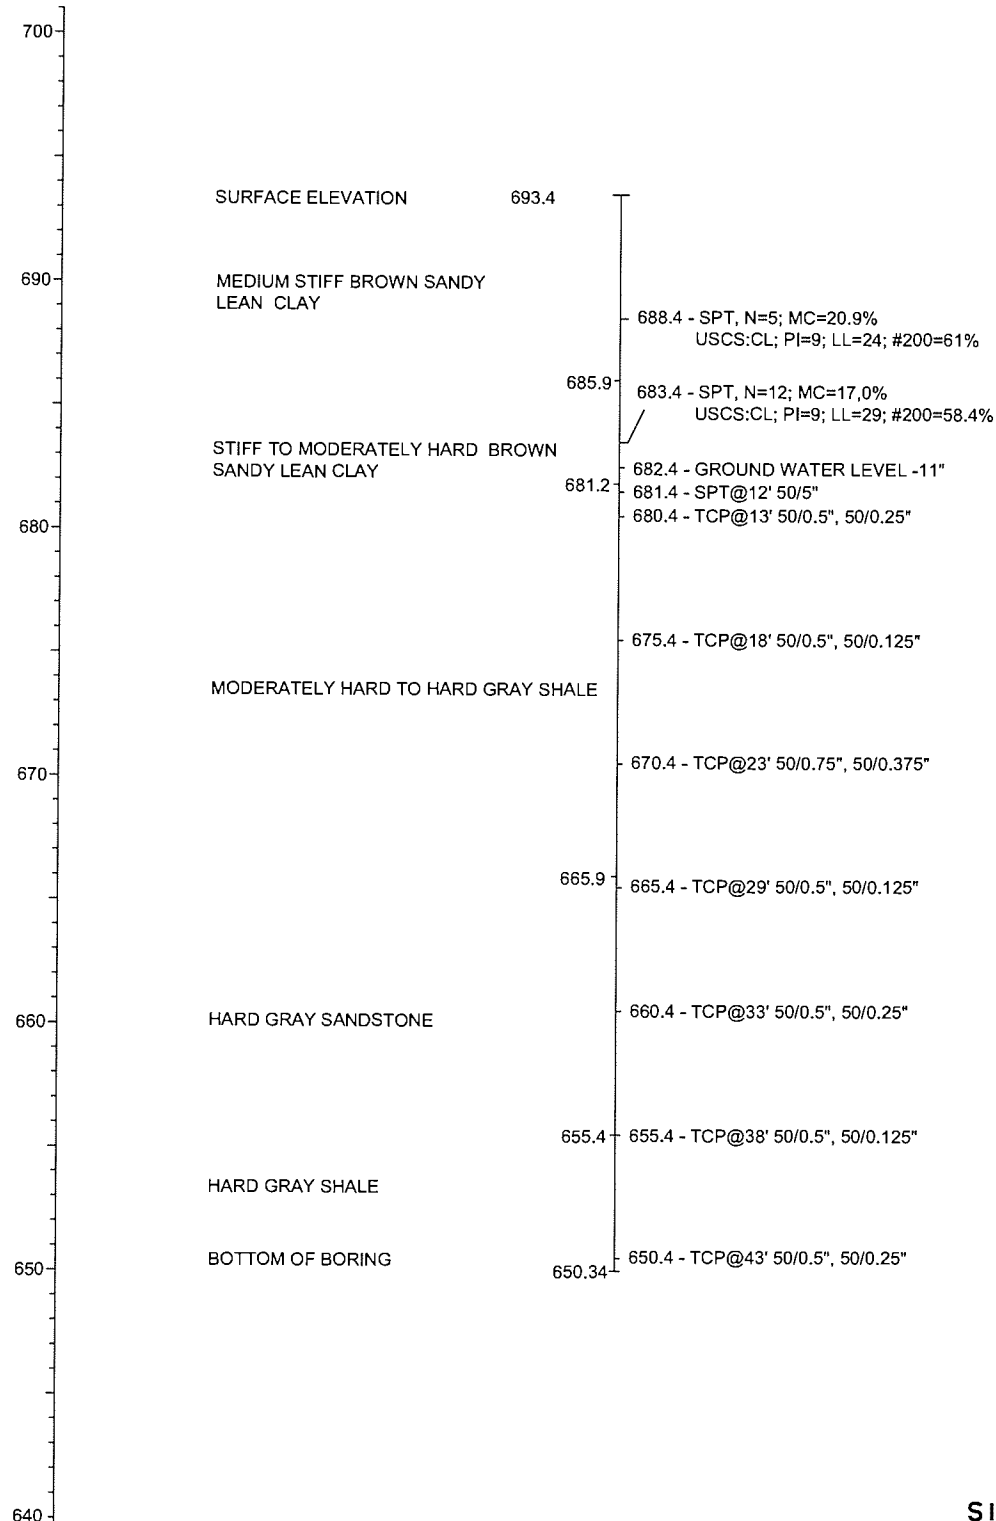 700
SURFACE ELEVATION 693.4
690
MEDIUM STIFF BROWN SANDY
LEAN CLAY
688.4 - SPT, N=5; MC=20.9%
USCS:CL; PI=9; LL=24; #200=61%
685.9
683.4 - SPT, N=12; MC=17,0%
USCS:CL; PI=9; LL=29; #200=58.4%
STIFF TO MODERATELY HARD BROWN
SANDY LEAN CLAY
682.4 - GROUND WATER LEVEL -11"
681.2
681.4 - SPT@12' 50/5"
680.4 - TCP@13' 50/0.5", 50/0.25"
680
675.4 - TCP@18' 50/0.5", 50/0.125"
MODERATELY HARD TO HARD GRAY SHALE
670.4 - TCP@23' 50/0.75", 50/0.375"
670
665.9
665.4 - TCP@29' 50/0.5", 50/0.125"
660.4 - TCP@33' 50/0.5", 50/0.25"
660
HARD GRAY SANDSTONE
655.4
655.4 - TCP@38' 50/0.5", 50/0.125"
HARD GRAY SHALE
BOTTOM OF BORING
650.4 - TCP@43' 50/0.5", 50/0.25"
650
650.34
640
SI